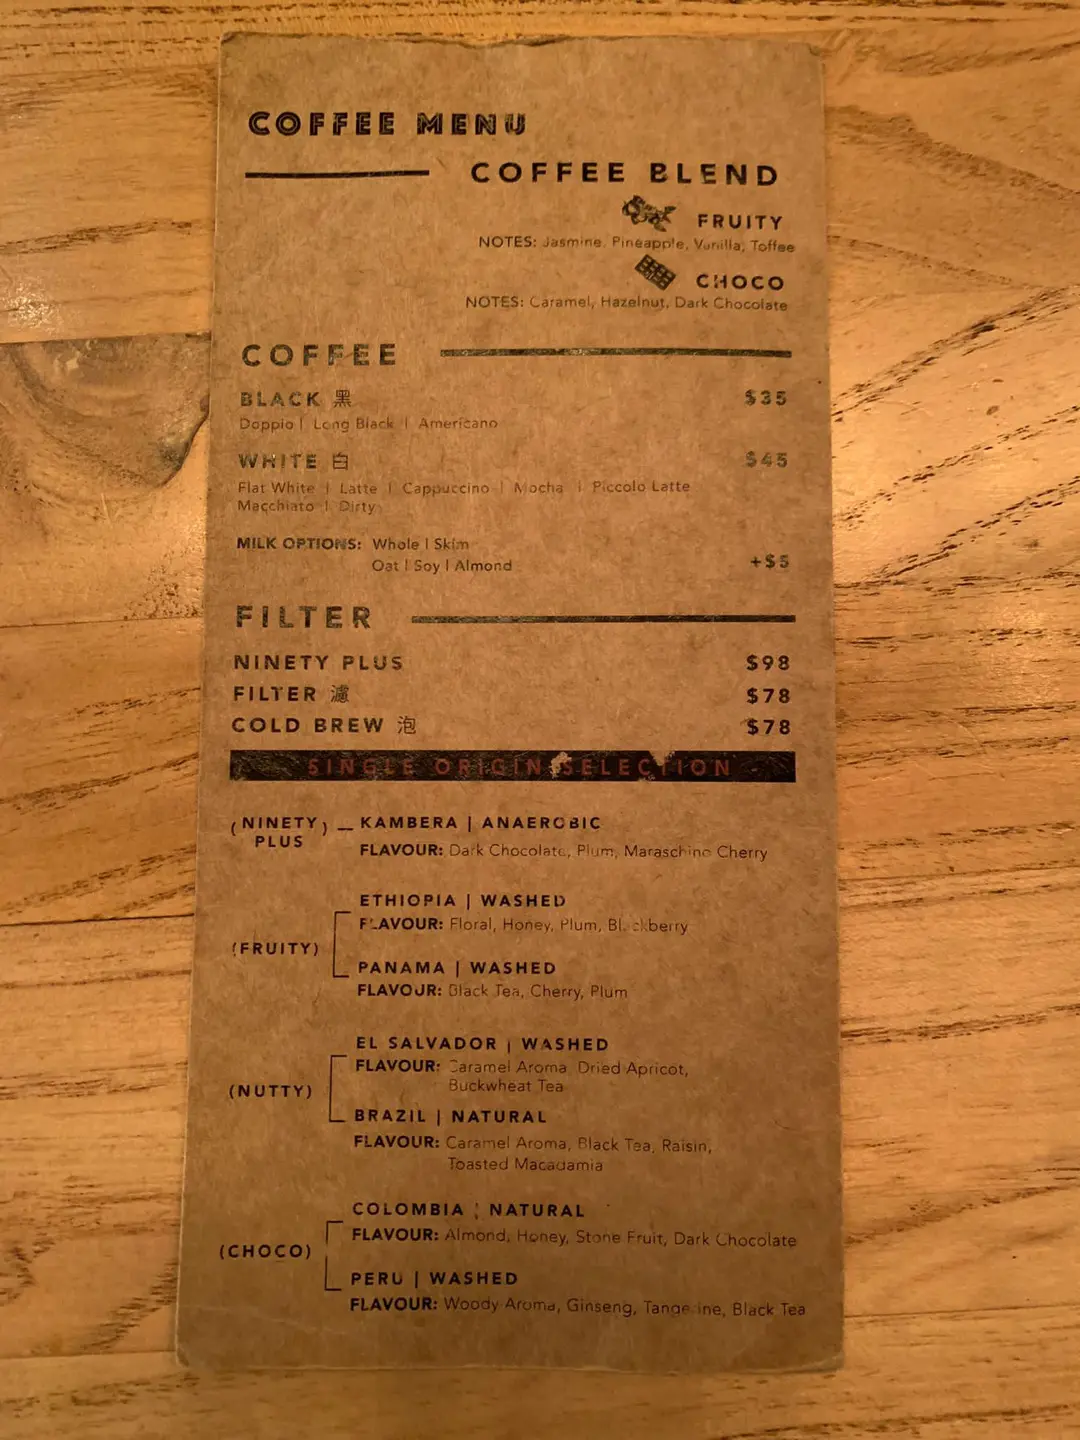 COFFEE MENU
COFFEE BLEND
FRUITY
NOTES: Jasmine, Pineapple, Vanilla, Toffee
CHOCO
NOTES: Caramel, Hazelnut, Dark Chocolate
COFFEE
BLACK 黑 $35
Doppio | Long Black | Americano
WHITE 白 $45
Flat White | Latte | Cappuccino | Mocha | Piccolo Latte
Macchiato | Dirty
MILK OPTIONS: Whole | Skim
Oat | Soy | Almond +$5
FILTER
NINETY PLUS $98
FILTER 濾 $78
COLD BREW 泡 $78
SINGLE ORIGIN SELECTION
(NINETY PLUS) — KAMBERA | ANAEROBIC
FLAVOUR: Dark Chocolate, Plum, Maraschino Cherry
ETHIOPIA | WASHED
FLAVOUR: Floral, Honey, Plum, Blackberry
(FRUITY)
PANAMA | WASHED
FLAVOUR: Black Tea, Cherry, Plum
EL SALVADOR | WASHED
FLAVOUR: Caramel Aroma, Dried Apricot,
Buckwheat Tea
(NUTTY)
BRAZIL | NATURAL
FLAVOUR: Caramel Aroma, Black Tea, Raisin,
Toasted Macadamia
COLOMBIA | NATURAL
FLAVOUR: Almond, Honey, Stone Fruit, Dark Chocolate
(CHOCO)
PERU | WASHED
FLAVOUR: Woody Aroma, Ginseng, Tangerine, Black Tea